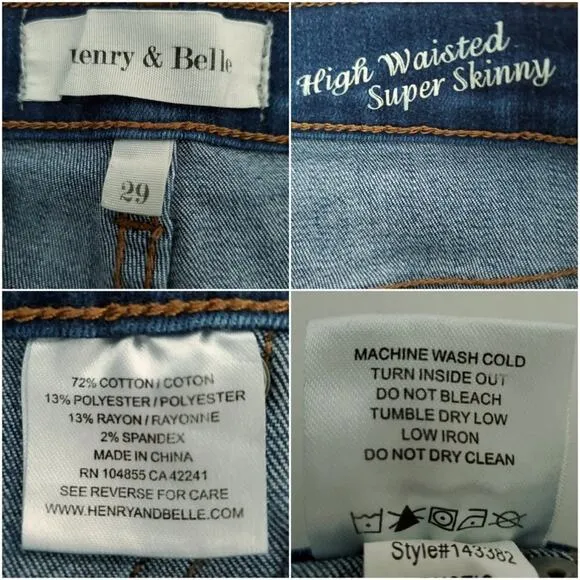 Henry & Belle
29
High Waisted
Super Skinny
72% COTTON / COTON
13% POLYESTER / POLYESTER
13% RAYON / RAYONNE
2% SPANDEX
MADE IN CHINA
RN 104855 CA 42241
SEE REVERSE FOR CARE
WWW.HENRYANDBELLE.COM
MACHINE WASH COLD
TURN INSIDE OUT
DO NOT BLEACH
TUMBLE DRY LOW
LOW IRON
DO NOT DRY CLEAN
Style#143382